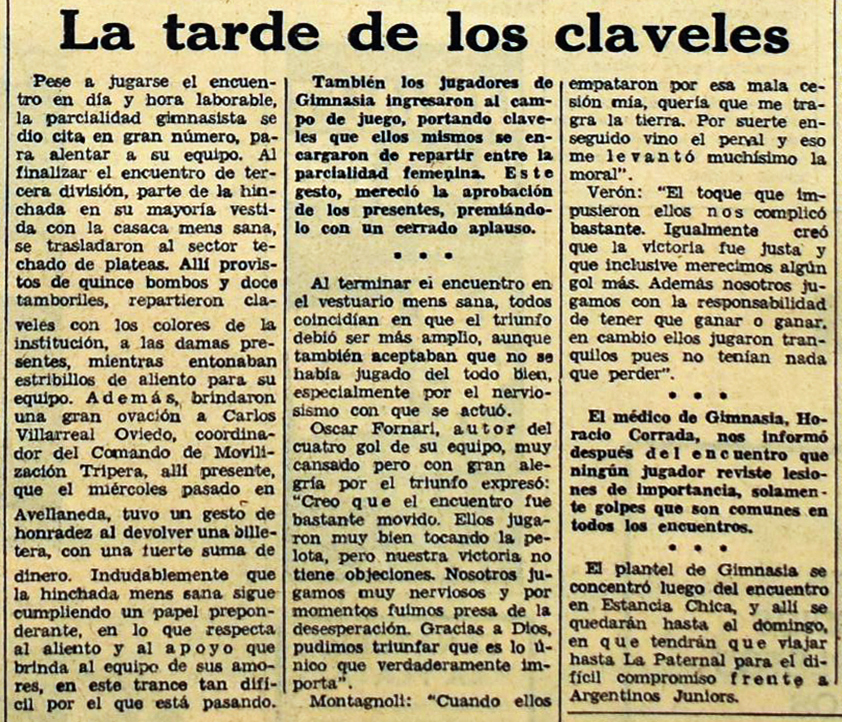 La tarde de los claveles
Pese a jugarse el encuen-
tro en día y hora laborable,
la parcialidad gimnasista se
dio cita en gran número, pa-
ra alentar a su equipo. Al
finalizar el encuentro de ter-
cera división, parte de la hin-
chada en su mayoría vesti-
da con la casaca mens sana,
se trasladaron al sector te-
chado de plateas. Allí provis-
tos de quince bombos y doce
tamboriles, repartieron cla-
veles con los colores de la
institución, a las damas pre-
sentes, mientras entonaban
estribillos de aliento para su
equipo. Además, brindaron
una gran ovación a Carlos
Villarreal Oviedo, coordina-
dor del Comando de Movili-
zación Tripera, allí presente,
que el miércoles pasado en
Avellaneda, tuvo un gesto de
honradez al devolver una bille-
tera, con una fuerte suma de
dinero. Indudablemente que
la hinchada mens sana sigue
cumpliendo un papel prepon-
derante, en lo que respecta
al aliento y al apoyo que
brinda al equipo de sus amo-
res, en este trance tan difí-
cil por el que está pasando.
También los jugadores de
Gimnasia ingresaron al cam-
po de juego, portando clave-
les que ellos mismos se en-
cargaron de repartir entre la
parcialidad femenina. Este
gesto, mereció la aprobación
de los presentes, premiándo-
lo con un cerrado aplauso.
• • •
Al terminar el encuentro en
el vestuario mens sana, todos
coincidían en que el triunfo
debió ser más amplio, aunque
también aceptaban que no se
había jugado del todo bien,
especialmente por el nervio-
sismo con que se actuó.
Oscar Fornari, autor del
cuatro gol de su equipo, muy
cansado pero con gran ale-
gría por el triunfo expresó:
"Creo que el encuentro fue
bastante movido. Ellos juga-
ron muy bien tocando la pe-
lota, pero nuestra victoria no
tiene objeciones. Nosotros ju-
gamos muy nerviosos y por
momentos fuimos presa de la
desesperación. Gracias a Dios,
pudimos triunfar que es lo ú-
nico que verdaderamente im-
porta".
Montagnoli: "Cuando ellos
empataron por esa mala ce-
sión mía, quería que me tra-
gra la tierra. Por suerte en-
seguido vino el penal y eso
me levantó muchísimo la
moral".
Verón: "El toque que im-
pusieron ellos nos complicó
bastante. Igualmente creó
que la victoria fue justa y
que inclusive merecimos algún
gol más. Además nosotros ju-
gamos con la responsabilidad
de tener que ganar o ganar.
en cambio ellos jugaron tran-
quilos pues no tenían nada
que perder".
• • •
El médico de Gimnasia, Ho-
racio Corrada, nos informó
después del encuentro que
ningún jugador reviste lesio-
nes de importancia, solamen-
te golpes que son comunes en
todos los encuentros.
• • •
El plantel de Gimnasia se
concentró luego del encuentro
en Estancia Chica, y allí se
quedarán hasta el domingo,
en que tendrán que viajar
hasta La Paternal para el di-
fícil compromiso frente a
Argentinos Juniors.